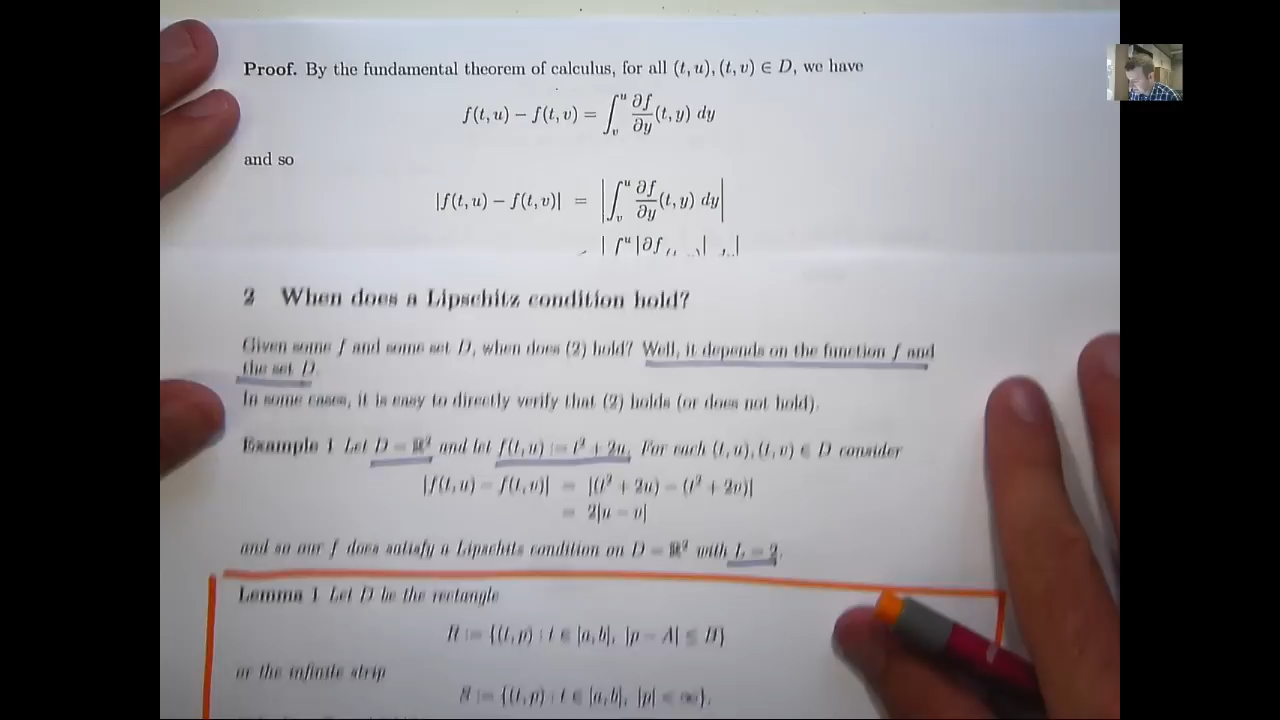 Proof. By the fundamental theorem of calculus, for all (t, u), (t, v) ∈ D, we have
f(t, u) − f(t, v) = ∫_v^u ∂f/∂y (t, y) dy
and so
|f(t, u) − f(t, v)| = |∫_v^u ∂f/∂y (t, y) dy|
2 When does a Lipschitz condition hold?
Given some f and some set D, when does (2) hold? Well, it depends on the function f and
the set D.
In some cases, it is easy to directly verify that (2) holds (or does not hold).
Example 1 Let D = ℝ² and let f(t, u) := t² + 2u. For each (t, u), (t, v) ∈ D consider
|f(t, u) − f(t, v)| = |(t² + 2u) − (t² + 2v)|
= 2|u − v|
and so our f does satisfy a Lipschitz condition on D = ℝ² with L = 2.
Lemma 1 Let D be the rectangle
R := {(t, p) : t ∈ [a, b], |p − A| ≤ B}
or the infinite strip
S := {(t, p) : t ∈ [a, b], |p| < ∞}.